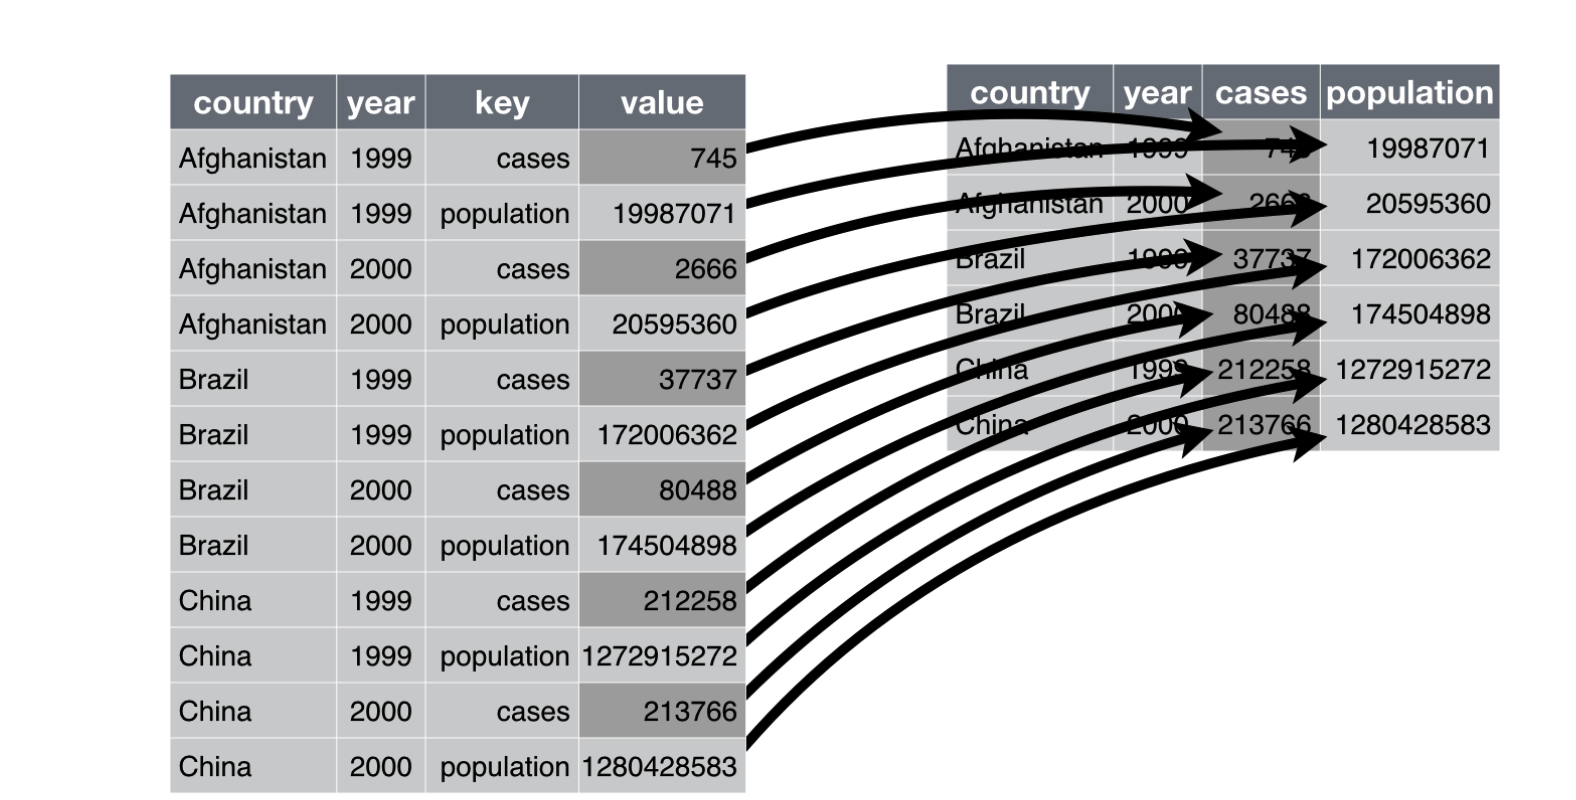 country year key value
Afghanistan 1999 cases 745
Afghanistan 1999 population 19987071
Afghanistan 2000 cases 2666
Afghanistan 2000 population 20595360
Brazil 1999 cases 37737
Brazil 1999 population 172006362
Brazil 2000 cases 80488
Brazil 2000 population 174504898
China 1999 cases 212258
China 1999 population 1272915272
China 2000 cases 213766
China 2000 population 1280428583
country year cases population
Afghanistan 1999 745 19987071
Afghanistan 2000 2666 20595360
Brazil 1999 37737 172006362
Brazil 2000 80488 174504898
China 1999 212258 1272915272
China 2000 213766 1280428583